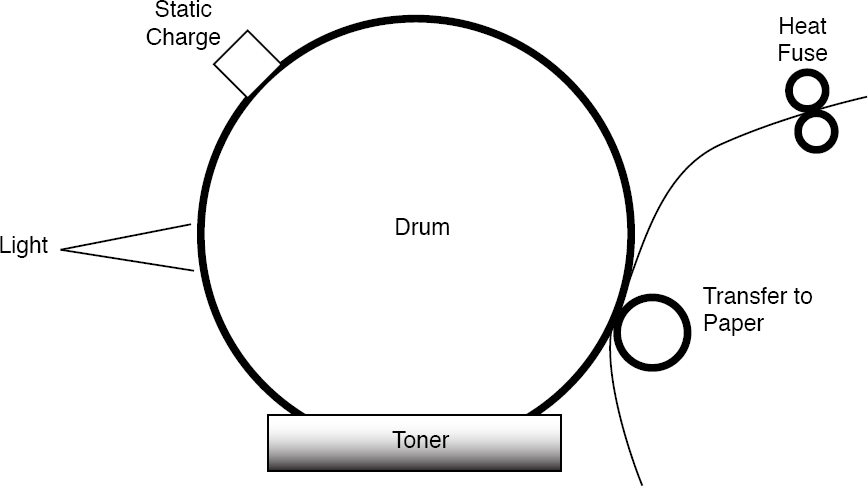 Static
Charge
Heat
Fuse
Drum
Light
Transfer to
Paper
Toner